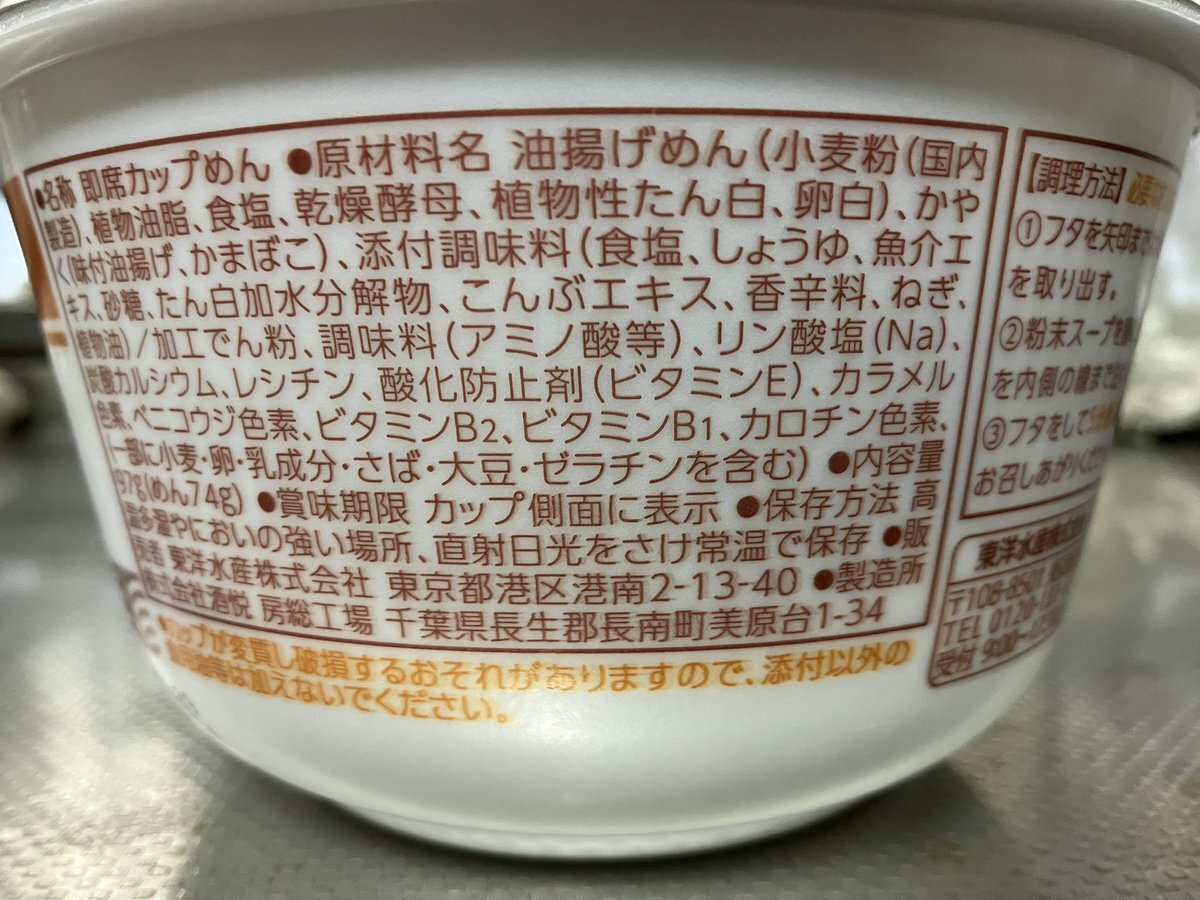 ●名称 即席カップめん ●原材料名 油揚げめん(小麦粉(国内
製造)、植物油脂、食塩、乾燥酵母、植物性たん白、卵白)、かや
く(味付油揚げ、かまぼこ)、添付調味料(食塩、しょうゆ、魚介エ
キス、砂糖、たん白加水分解物、こんぶエキス、香辛料、ねぎ、
植物油)/加工でん粉、調味料(アミノ酸等)、リン酸塩(Na)、
炭酸カルシウム、レシチン、酸化防止剤(ビタミンE)、カラメル
色素、ベニコウジ色素、ビタミンB2、ビタミンB1、カロチン色素、
(一部に小麦・卵・乳成分・さば・大豆・ゼラチンを含む) ●内容量
97g(めん74g) ●賞味期限 カップ側面に表示 ●保存方法 高
温多湿やにおいの強い場所、直射日光をさけ常温で保存 ●販
売者 東洋水産株式会社 東京都港区港南2-13-40 ●製造所
株式会社酒悦 房総工場 千葉県長生郡長南町美原台1-34
●カップが変質し破損するおそれがありますので、添付以外の
食用油等は加えないでください。
【調理方法】
①フタを矢印まで
を取り出す。
②粉末スープを
を内側の線まで
③フタをして
お召しあがりくだ
東洋水産株式
〒108-8501
TEL 0120-
受付 9:00~